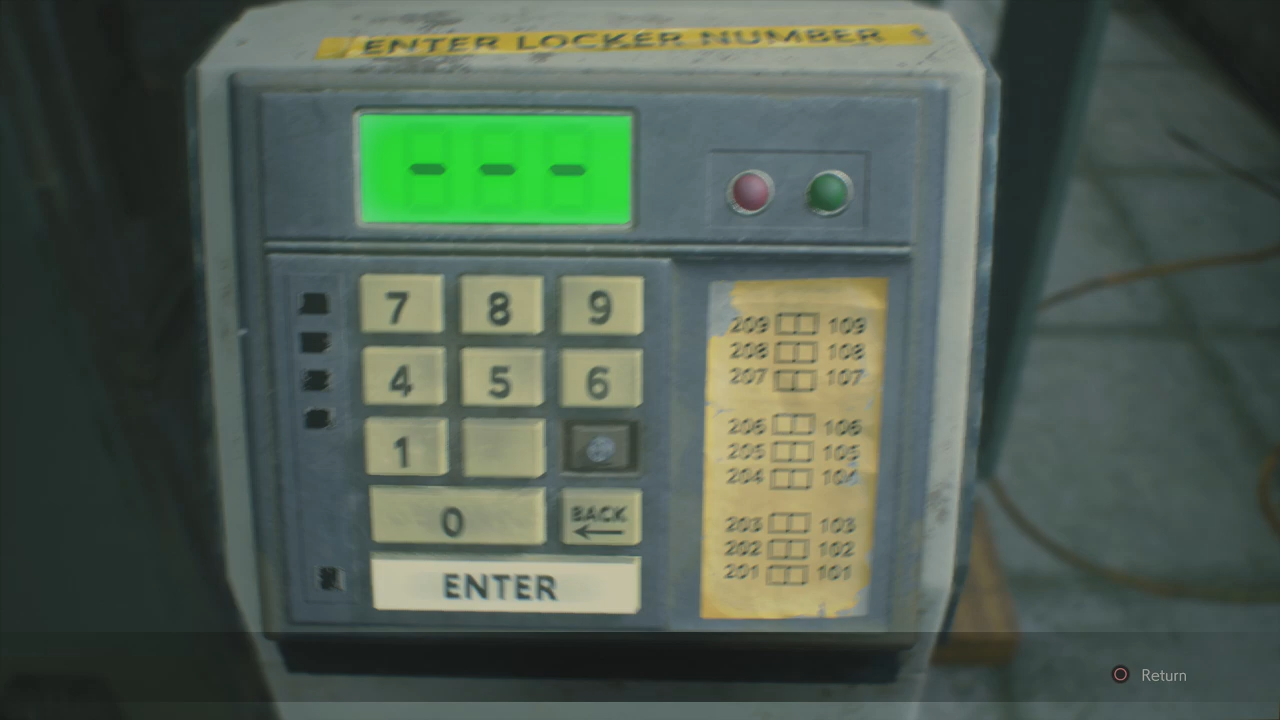 ENTER LOCKER NUMBER
- - -
7 8 9
4 5 6
1
0 BACK
ENTER
209 109
208 108
207 107
206 106
205 105
204 104
203 103
202 102
201 101
Return